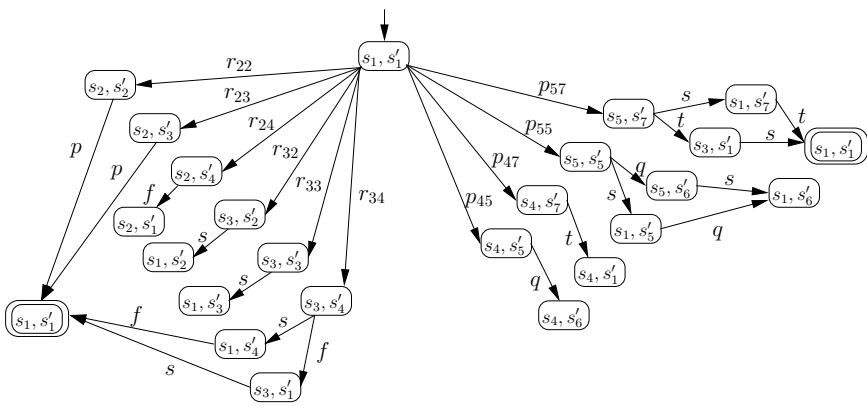 s₁, s′₁
r₂₂
p₅₇
s₂, s′₂
r₂₃
s
s₁, s′₇
s₅, s′₇
r₂₄
p₅₅
t
t
s₂, s′₃
r₃₂
s₃, s′₁
s
s₁, s′₁
p
p
r₃₃
p₄₇
s₅, s′₅
q
s₂, s′₄
f
r₃₄
p₄₅
s₄, s′₇
s
s₅, s′₆
s
s₁, s′₆
s₂, s′₁
s₃, s′₂
s
s₁, s′₅
q
s₄, s′₅
t
s₁, s′₂
s₃, s′₃
s
s₄, s′₁
q
s₁, s′₃
s₃, s′₄
s₁, s′₁
f
s
s₄, s′₆
s₁, s′₄
f
s
s₃, s′₁